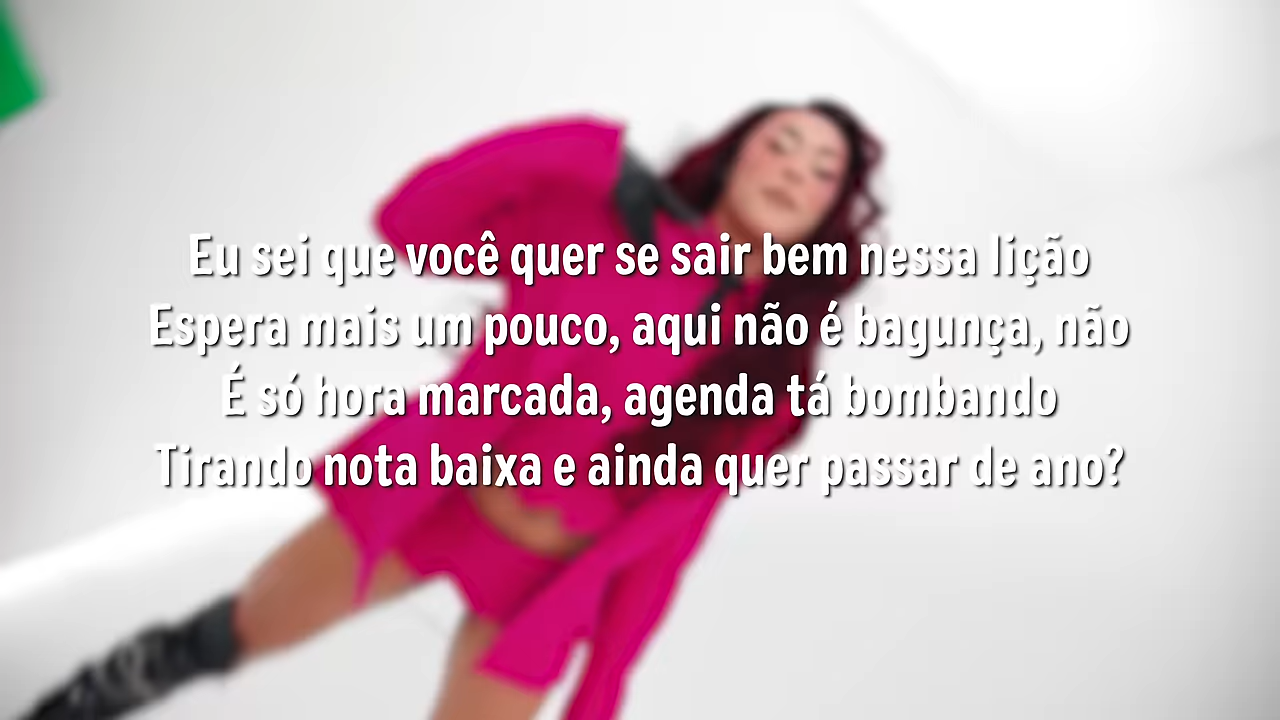 Eu sei que você quer se sair bem nessa lição
Espera mais um pouco, aqui não é bagunça, não
É só hora marcada, agenda tá bombando
Tirando nota baixa e ainda quer passar de ano?